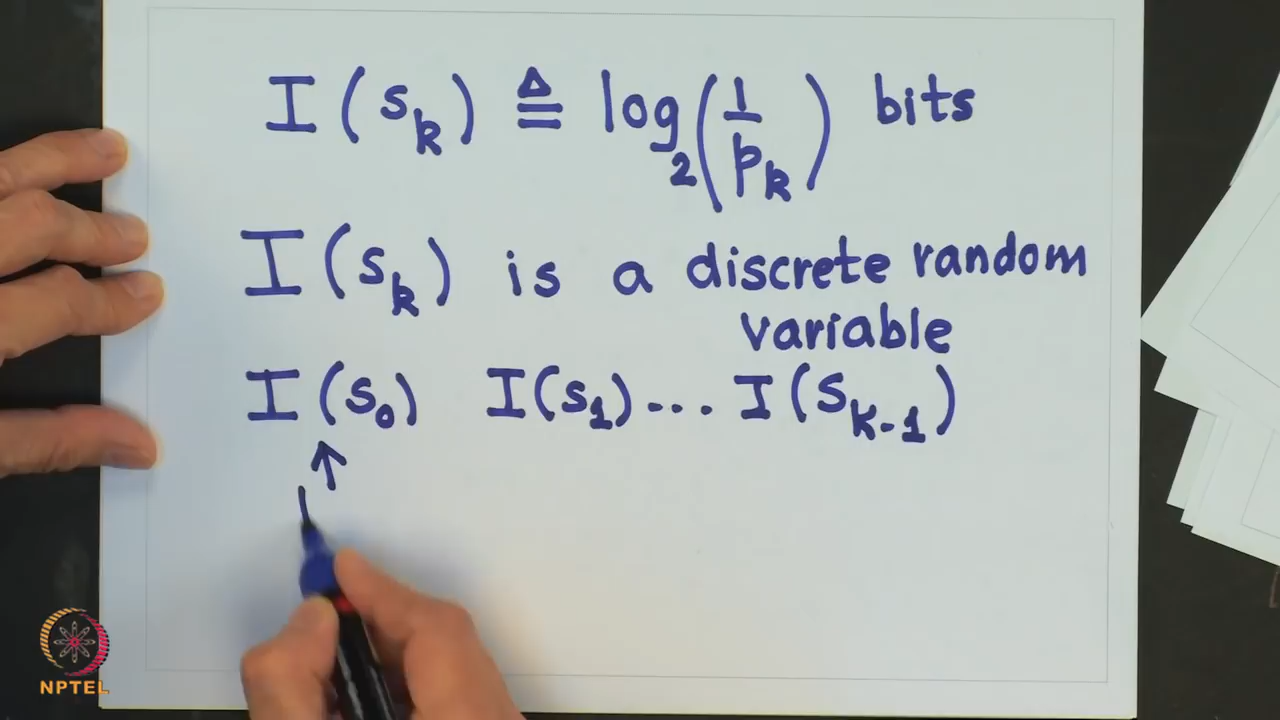 I(s_k) ≜ log_2(1/p_k) bits
I(s_k) is a discrete random
variable
I(s_0) I(s_1)... I(s_{K-1})
↑
NPTEL